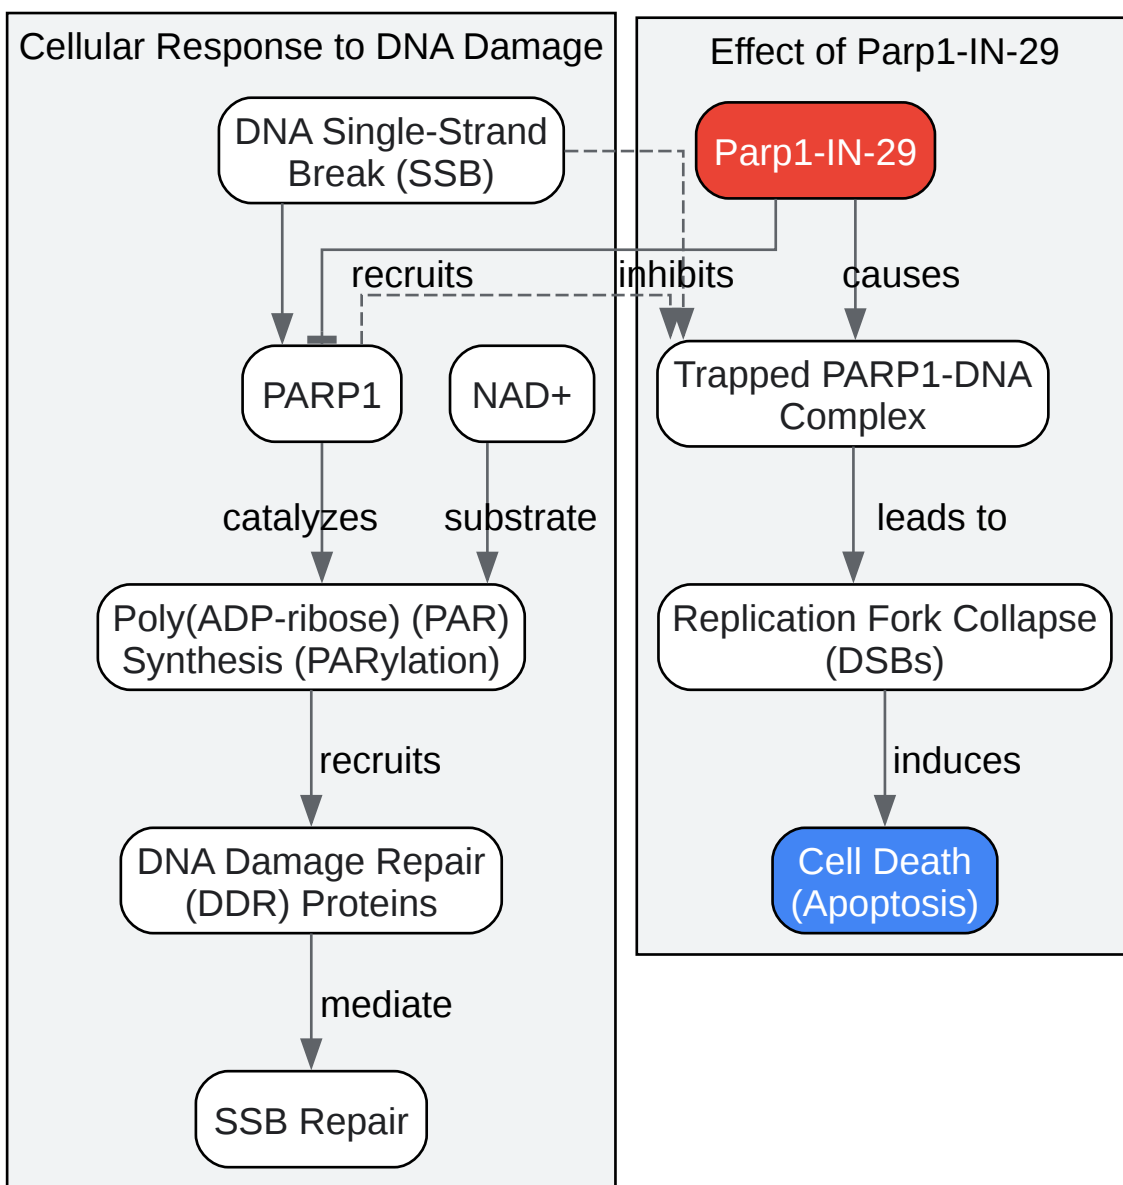 Cellular Response to DNA Damage
Effect of Parp1-IN-29
DNA Single-Strand
Break (SSB)
Parp1-IN-29
recruits
inhibits
causes
PARP1
NAD+
Trapped PARP1-DNA
Complex
catalyzes
substrate
leads to
Poly(ADP-ribose) (PAR)
Synthesis (PARylation)
Replication Fork Collapse
(DSBs)
recruits
induces
DNA Damage Repair
(DDR) Proteins
Cell Death
(Apoptosis)
mediate
SSB Repair